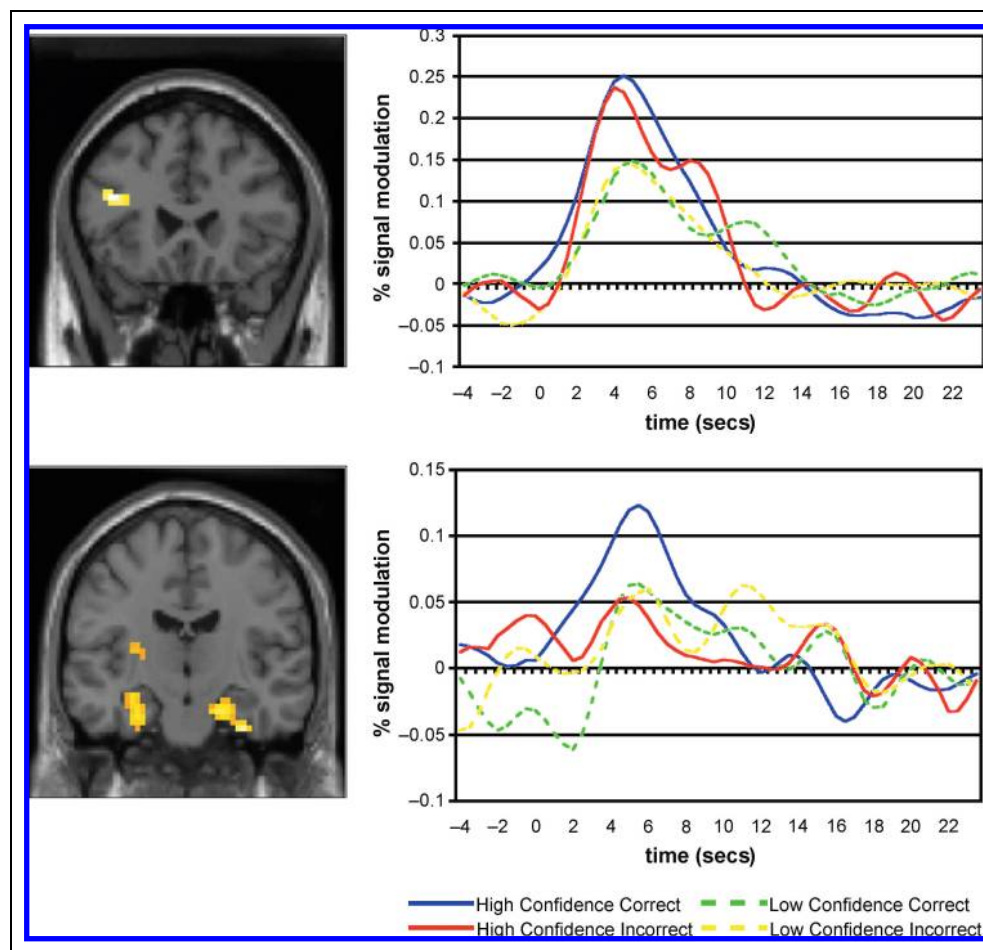 0.3
0.25
0.2
0.15
0.1
0.05
0
–0.05
–0.1
% signal modulation
–4 –2 0 2 4 6 8 10 12 14 16 18 20 22
time (secs)
0.15
0.1
0.05
0
–0.05
–0.1
% signal modulation
–4 –2 0 2 4 6 8 10 12 14 16 18 20 22
time (secs)
High Confidence Correct Low Confidence Correct
High Confidence Incorrect Low Confidence Incorrect